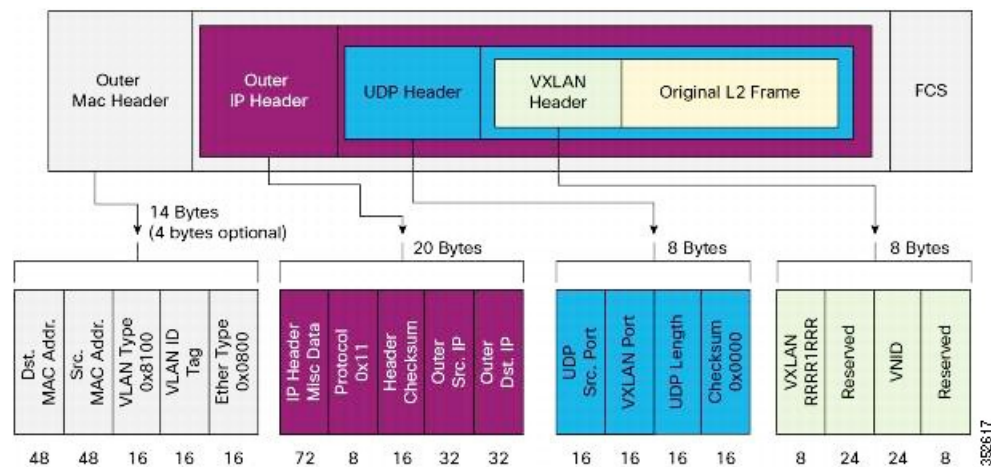 Outer
Mac Header
Outer
IP Header
UDP Header
VXLAN
Header
Original L2 Frame
FCS
14 Bytes
(4 bytes optional)
20 Bytes
8 Bytes
8 Bytes
Dst.
MAC Addr.
Src.
MAC Addr.
VLAN Type
0x8100
VLAN ID
Tag
Ether Type
0x0800
IP Header
Misc Data
Protocol
0x11
Header
Checksum
Outer
Src. IP
Outer
Dst. IP
UDP
Src. Port
VXLAN Port
UDP Length
Checksum
0x0000
VXLAN
RRRR1RRR
Reserved
VNID
Reserved
48 48 16 16 16
72 8 16 32 32
16 16 16 16
8 24 24 8
352617